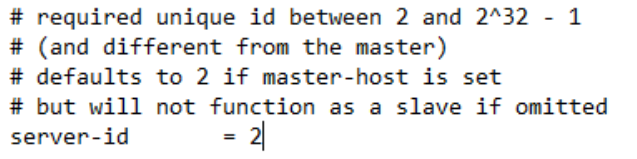 # required unique id between 2 and 2^32 - 1
# (and different from the master)
# defaults to 2 if master-host is set
# but will not function as a slave if omitted
server-id       = 2